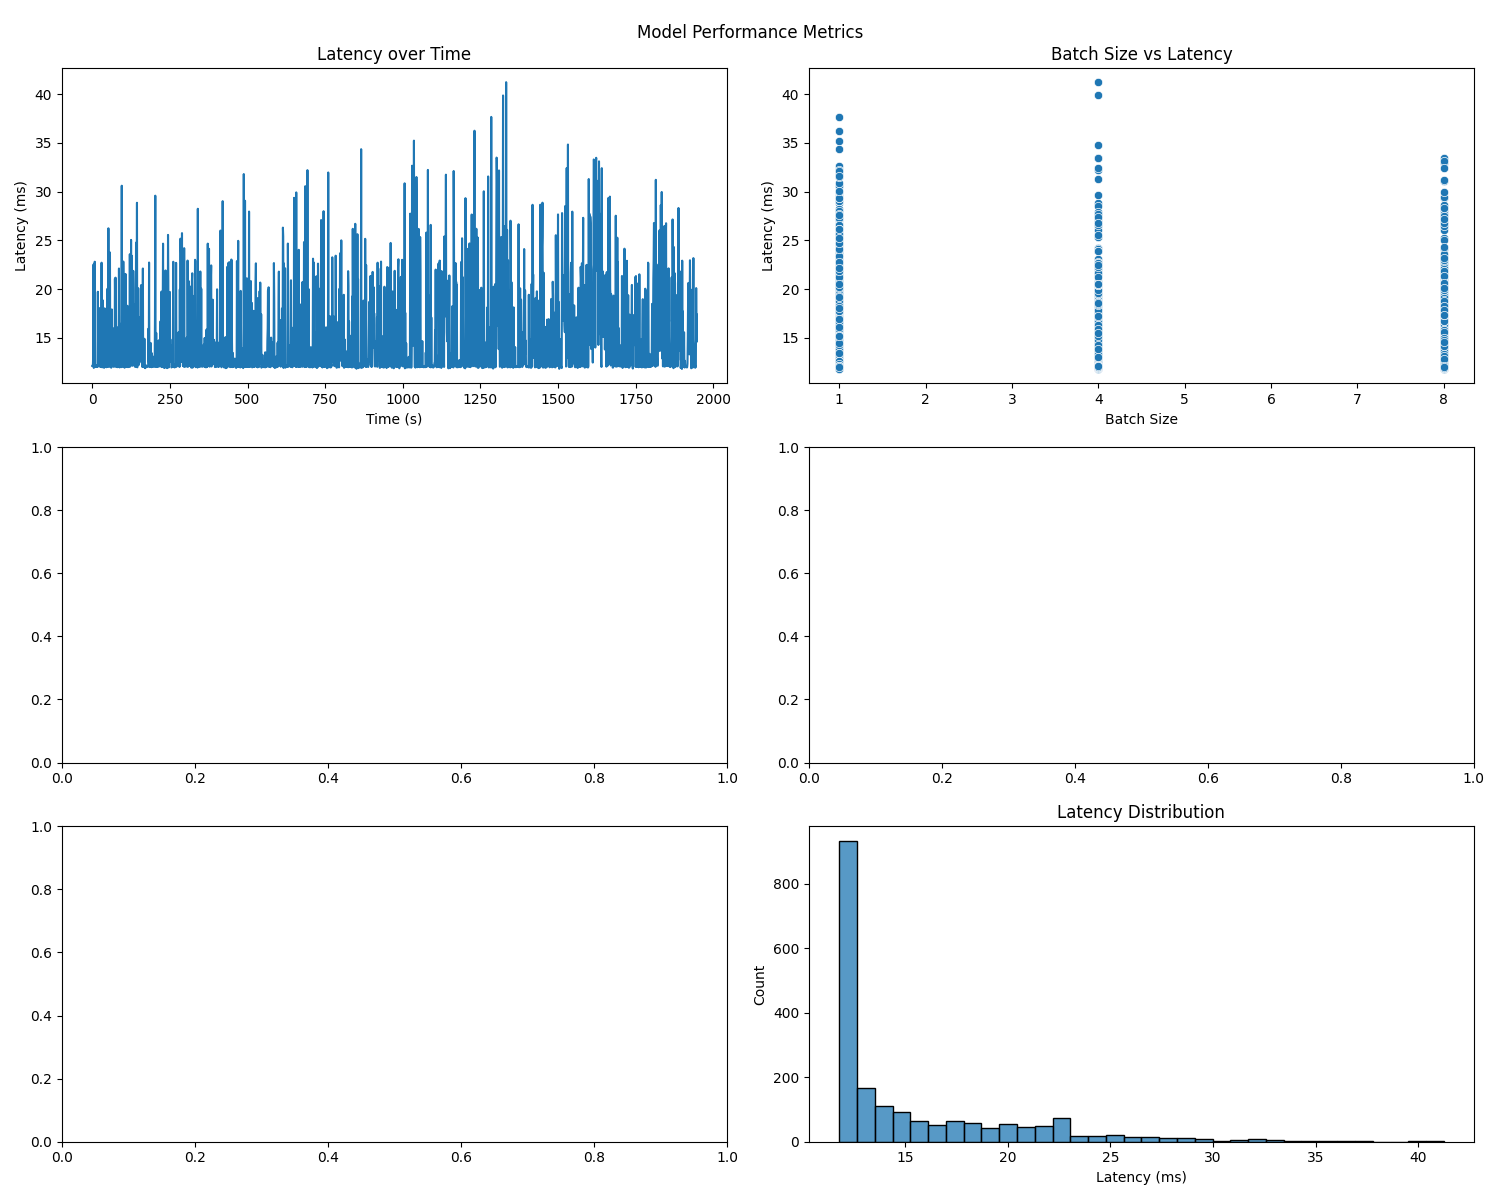 Model Performance Metrics
Latency over Time
Latency (ms)
40
35
30
25
20
15
0 250 500 750 1000 1250 1500 1750 2000
Time (s)
Batch Size vs Latency
Latency (ms)
40
35
30
25
20
15
1 2 3 4 5 6 7 8
Batch Size
1.0
0.8
0.6
0.4
0.2
0.0
0.0 0.2 0.4 0.6 0.8 1.0
1.0
0.8
0.6
0.4
0.2
0.0
0.0 0.2 0.4 0.6 0.8 1.0
1.0
0.8
0.6
0.4
0.2
0.0
0.0 0.2 0.4 0.6 0.8 1.0
Latency Distribution
Count
800
600
400
200
0
15 20 25 30 35 40
Latency (ms)